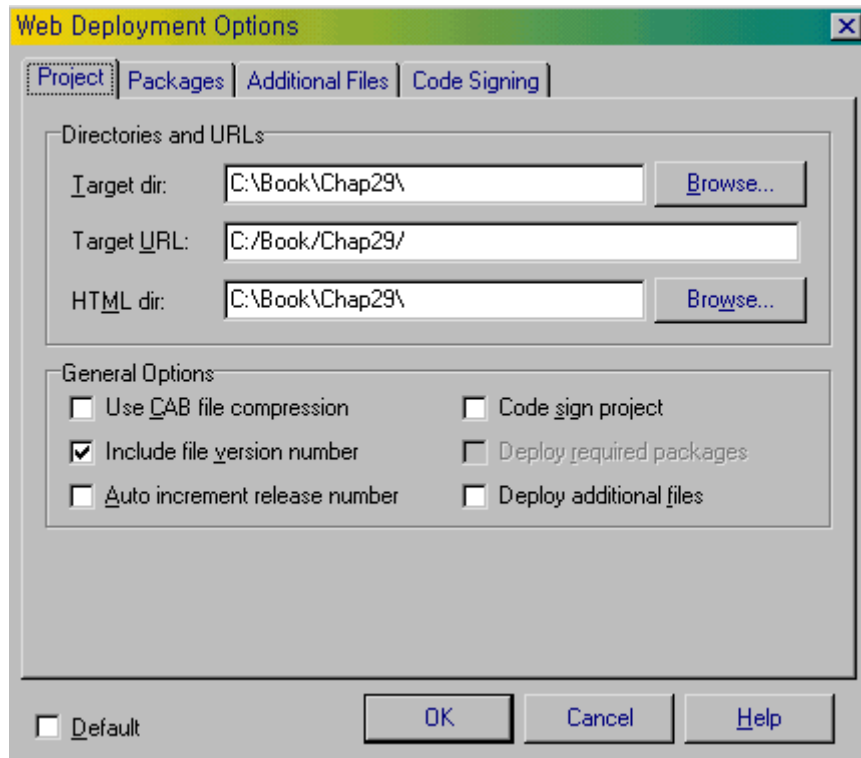 Web Deployment Options
Project Packages Additional Files Code Signing
Directories and URLs
Target dir: C:\Book\Chap29\ Browse...
Target URL: C:/Book/Chap29/
HTML dir: C:\Book\Chap29\ Browse...
General Options
Use CAB file compression Code sign project
Include file version number Deploy required packages
Auto increment release number Deploy additional files
Default OK Cancel Help